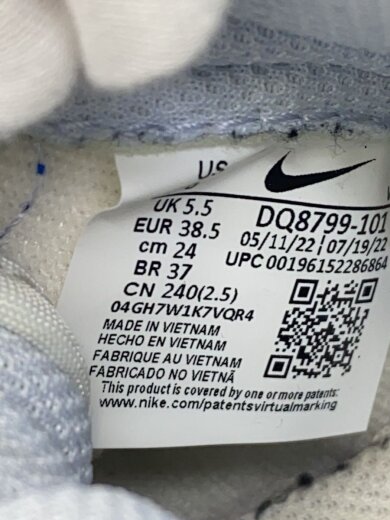 US
UK 5.5
EUR 38.5
cm 24
BR 37
CN 240(2.5)
DQ8799-101
05/11/22 | 07/19/22
UPC 00196152286864
04GH7W1K7VQR4
MADE IN VIETNAM
HECHO EN VIETNAM
FABRIQUE AU VIETNAM
FABRICADO NO VIETNÃ
This product is covered by one or more patents:
www.nike.com/patentsvirtualmarking